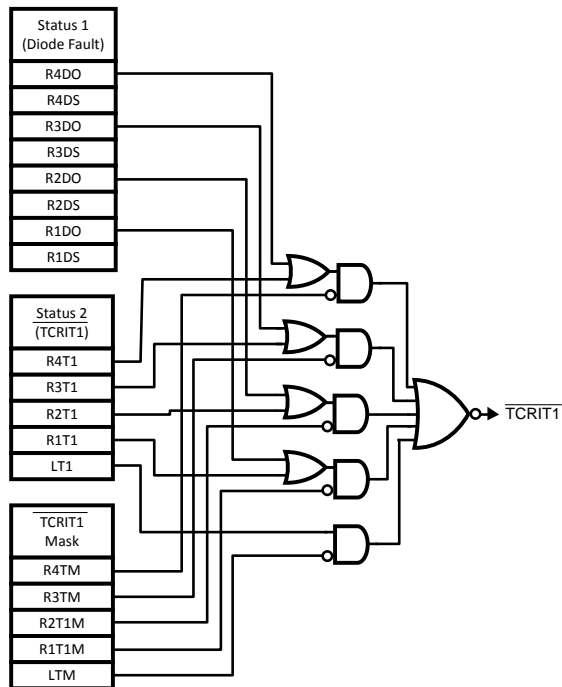 Status 1
(Diode Fault)
R4DO
R4DS
R3DO
R3DS
R2DO
R2DS
R1DO
R1DS
Status 2
(TCRIT1)
R4T1
R3T1
R2T1
R1T1
LT1
TCRIT1
Mask
R4TM
R3TM
R2T1M
R1T1M
LTM
TCRIT1